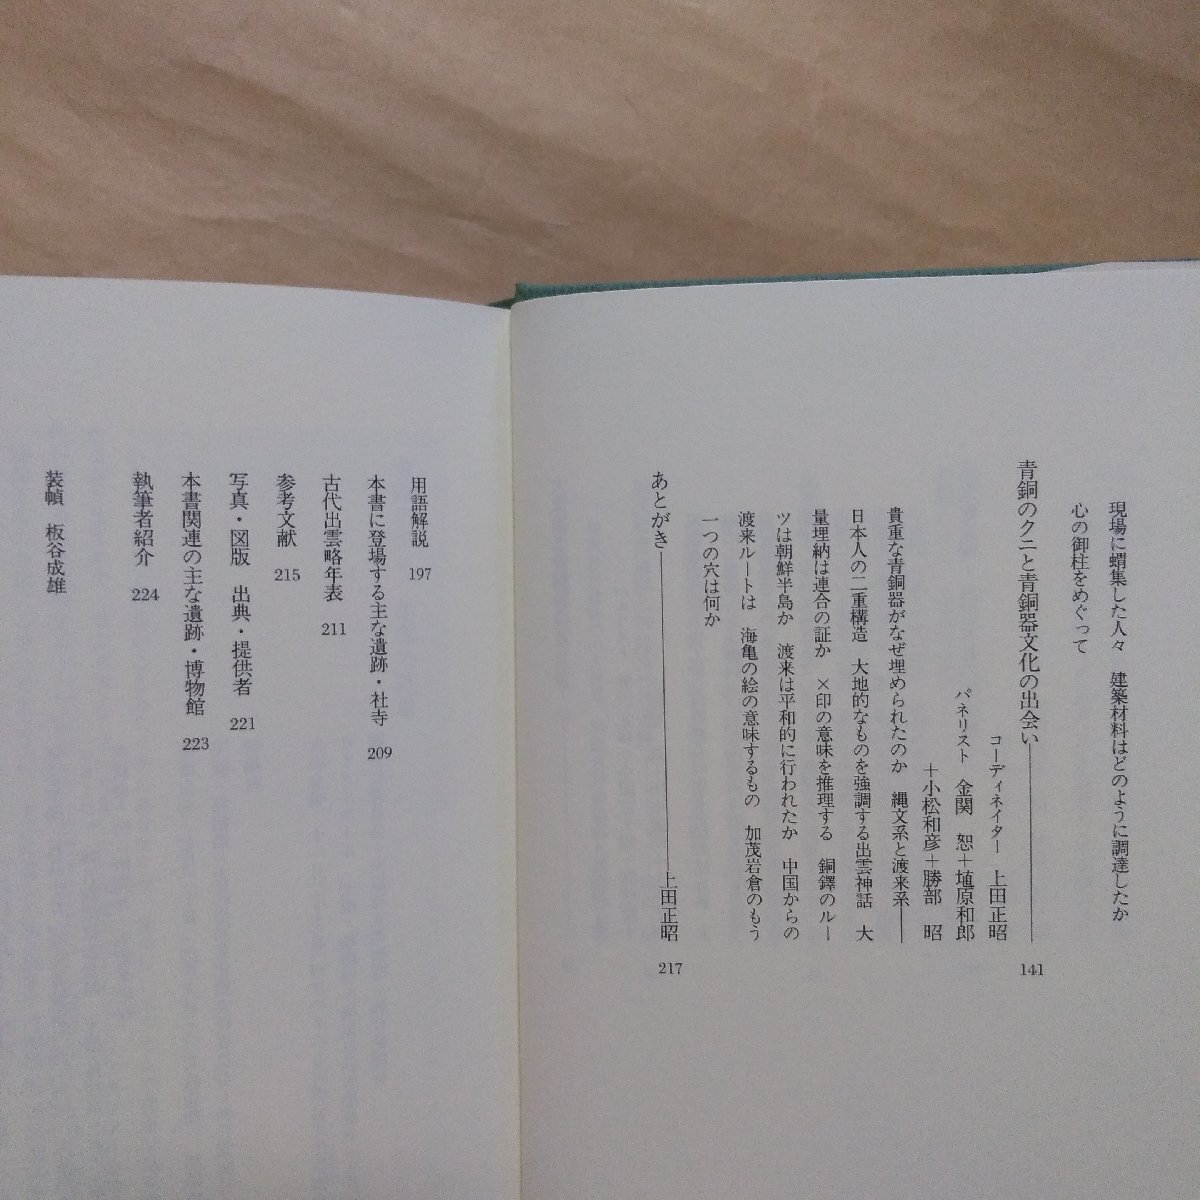 現場に蝟集した人々　建築材料はどのように調達したか
心の御柱をめぐって
青銅のクニと青銅器文化の出会い――――141
コーディネイター　上田正昭
パネリスト　金関　恕＋埴原和郎
＋小松和彦＋勝部　昭
貴重な青銅器がなぜ埋められたのか　縄文系と渡来系――
日本人の二重構造　大地的なものを強調する出雲神話　大
量埋納は連合の証か　×印の意味を推理する　銅鐸のルー
ツは朝鮮半島か　渡来は平和的に行われたか　中国からの
渡来ルートは　海亀の絵の意味するもの　加茂岩倉のもう
一つの穴は何か
あとがき――――上田正昭　217
用語解説　197
本書に登場する主な遺跡・社寺　209
古代出雲略年表　211
参考文献　215
写真・図版　出典・提供者　221
本書関連の主な遺跡・博物館　223
執筆者紹介　224
装幀　板谷成雄